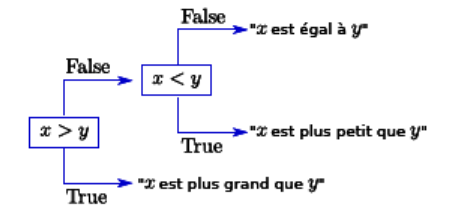 False
"x est égal à y"
False
x < y
x > y
"x est plus petit que y"
True
"x est plus grand que y"
True